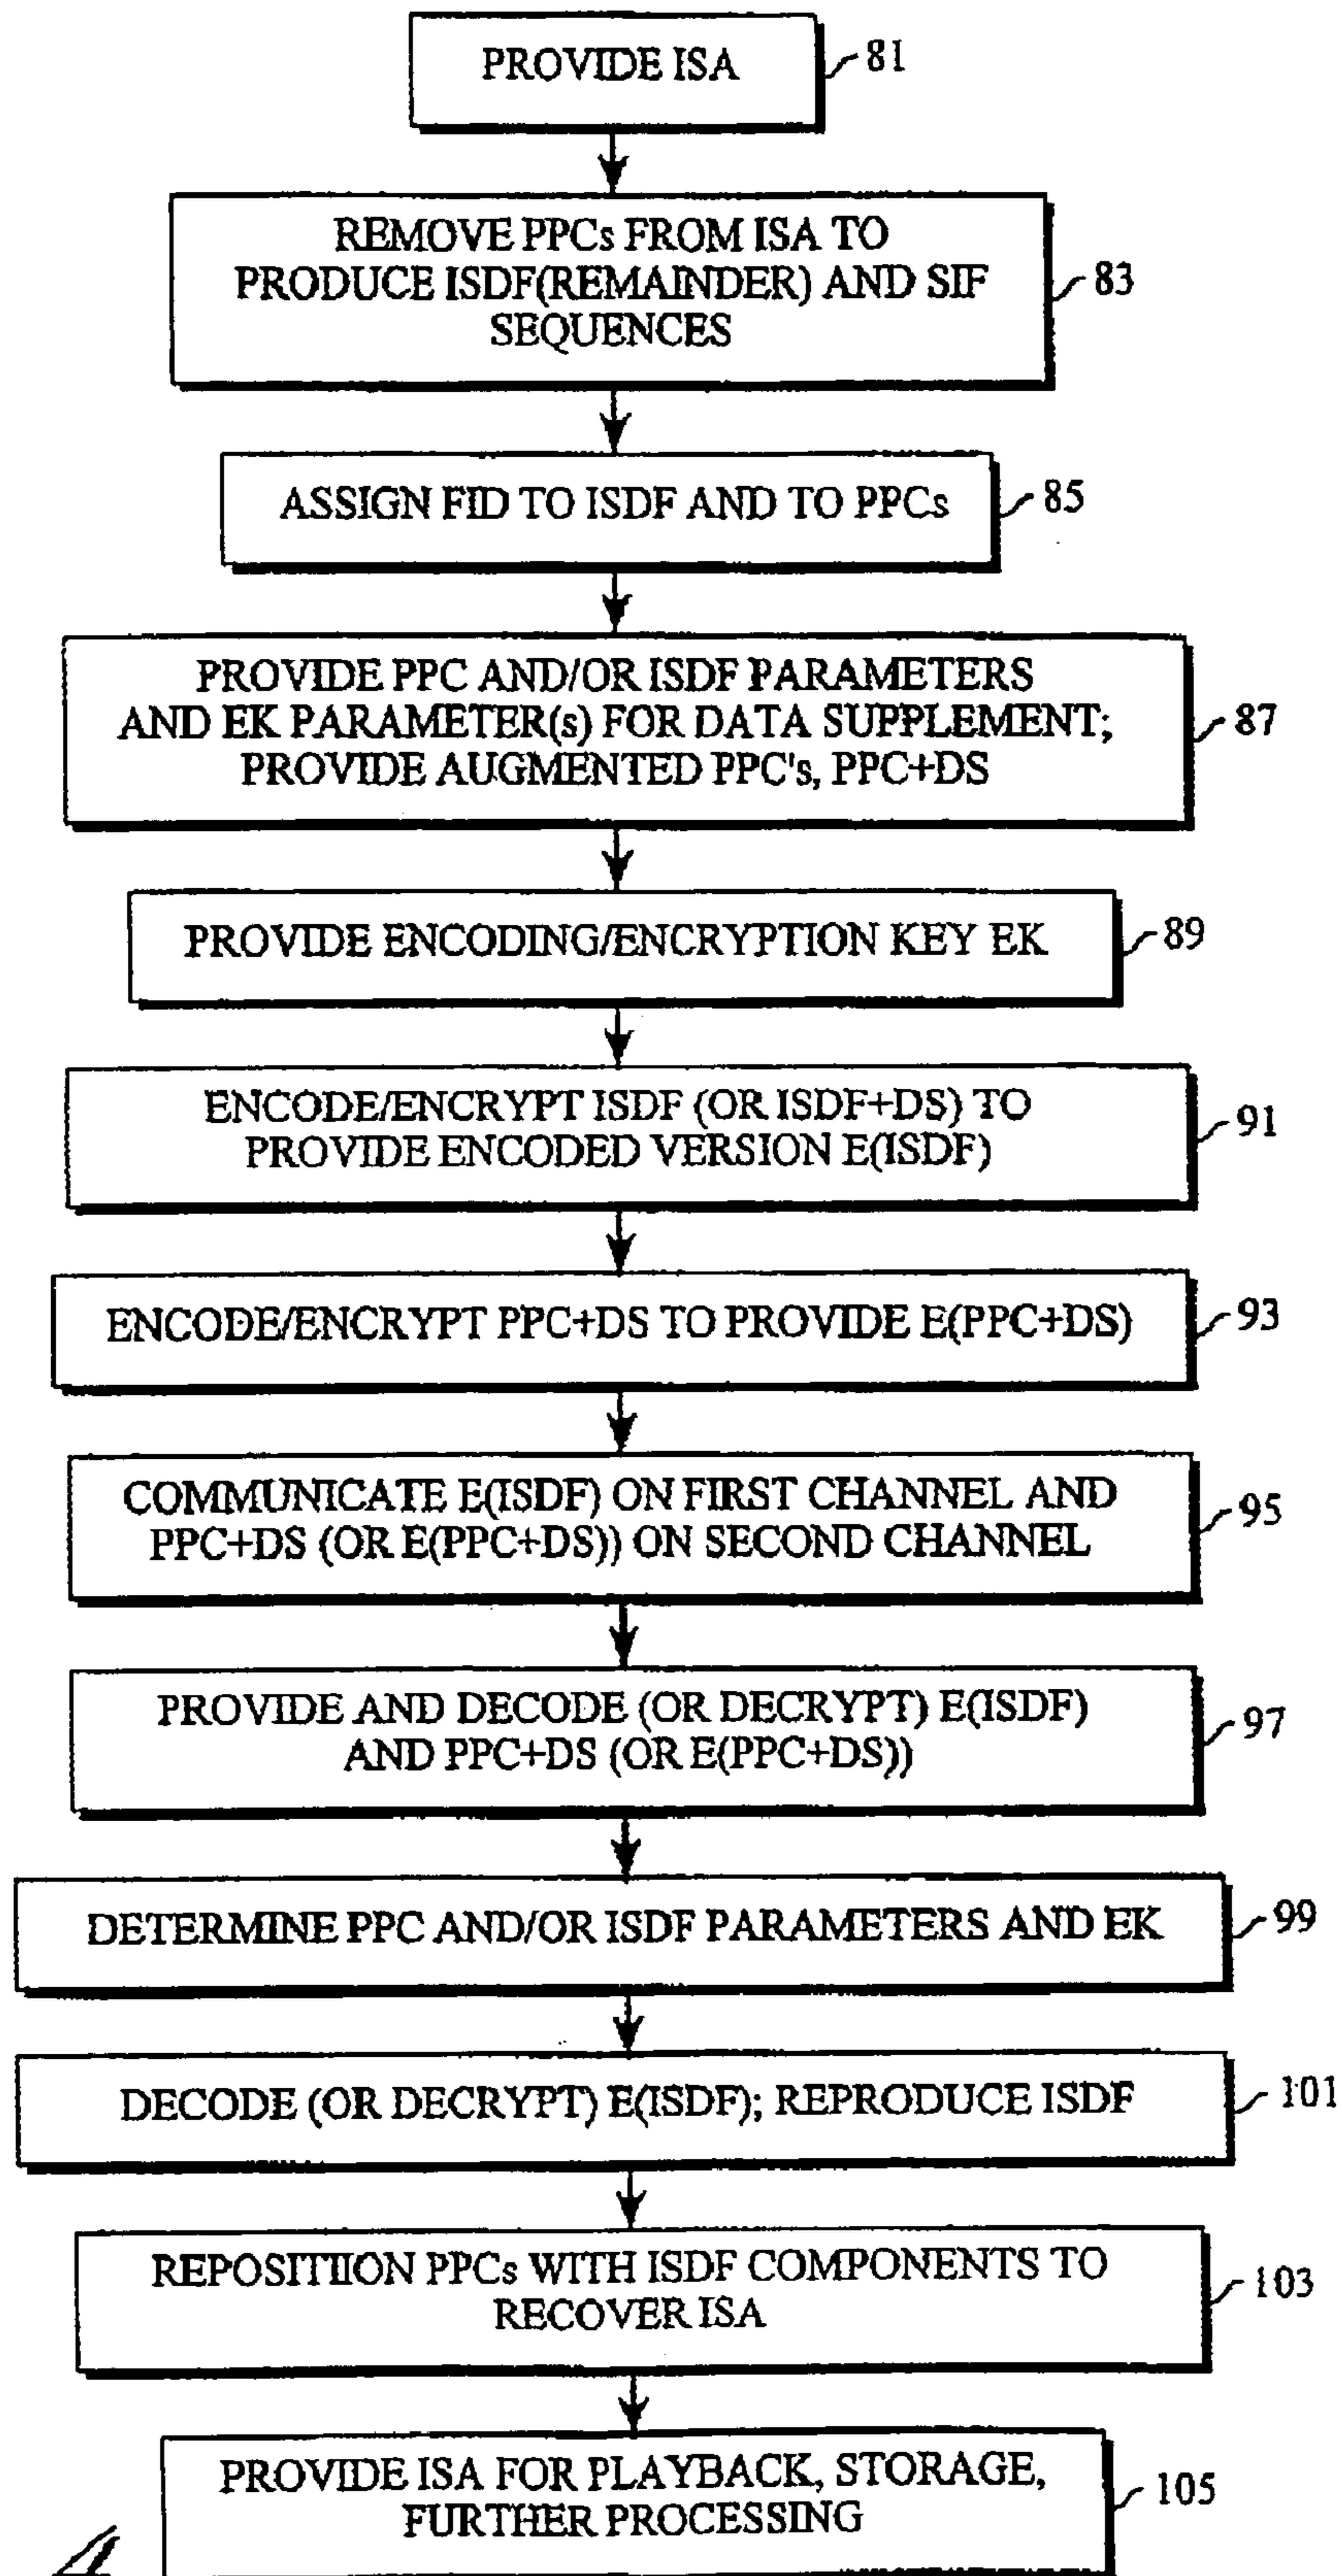 PROVIDE ISA
81
REMOVE PPCs FROM ISA TO
PRODUCE ISDF(REMAINDER) AND SIF
SEQUENCES
83
ASSIGN FID TO ISDF AND TO PPCs
85
PROVIDE PPC AND/OR ISDF PARAMETERS
AND EK PARAMETER(s) FOR DATA SUPPLEMENT;
PROVIDE AUGMENTED PPC's, PPC+DS
87
PROVIDE ENCODING/ENCRYPTION KEY EK
89
ENCODE/ENCRYPT ISDF (OR ISDF+DS) TO
PROVIDE ENCODED VERSION E(ISDF)
91
ENCODE/ENCRYPT PPC+DS TO PROVIDE E(PPC+DS)
93
COMMUNICATE E(ISDF) ON FIRST CHANNEL AND
PPC+DS (OR E(PPC+DS)) ON SECOND CHANNEL
95
PROVIDE AND DECODE (OR DECRYPT) E(ISDF)
AND PPC+DS (OR E(PPC+DS))
97
DETERMINE PPC AND/OR ISDF PARAMETERS AND EK
99
DECODE (OR DECRYPT) E(ISDF); REPRODUCE ISDF
101
REPOSITIION PPCs WITH ISDF COMPONENTS TO
RECOVER ISA
103
PROVIDE ISA FOR PLAYBACK, STORAGE,
FURTHER PROCESSING
105